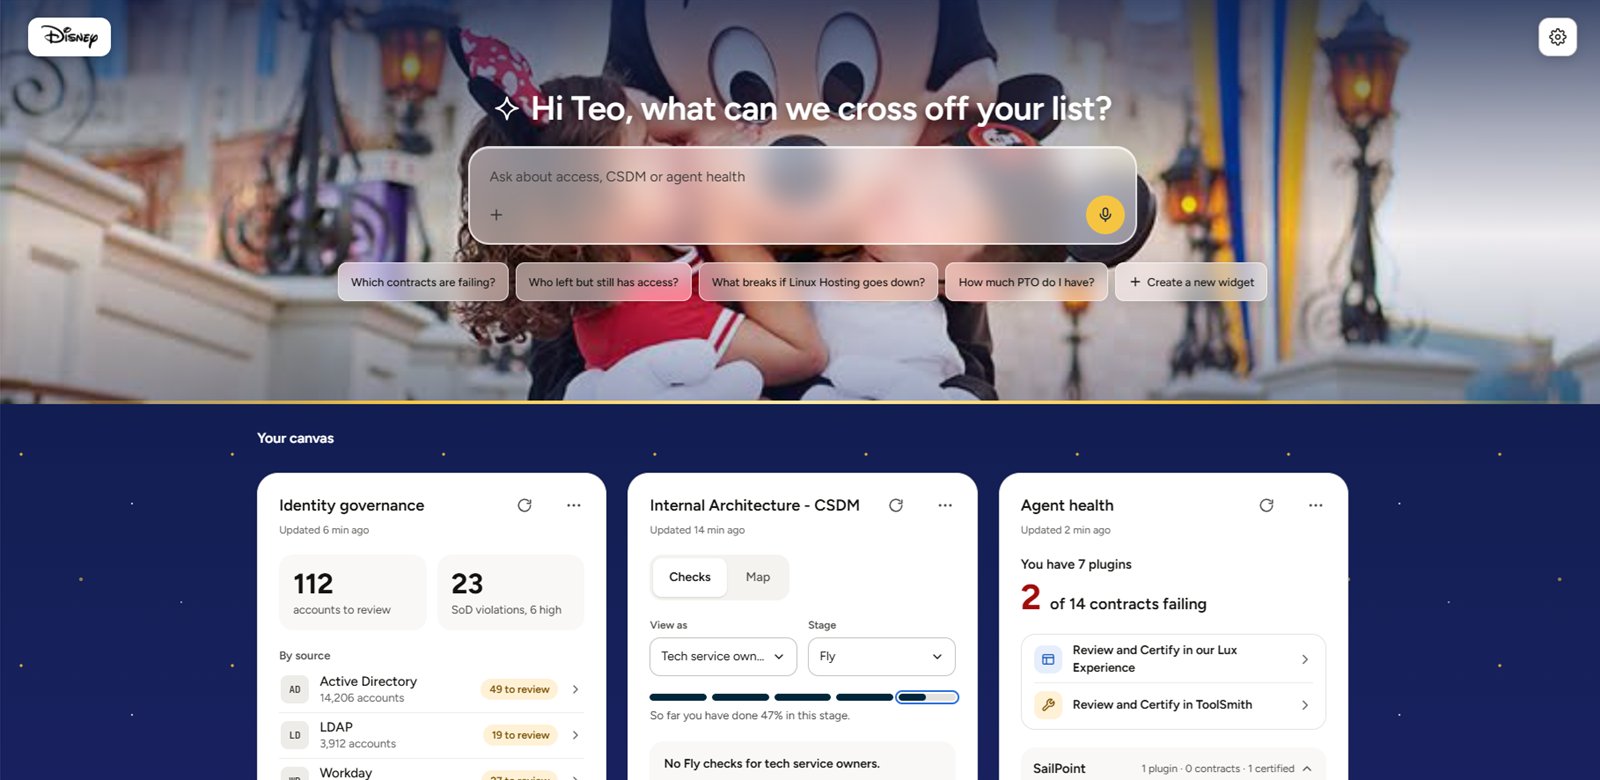 Disney
Hi Teo, what can we cross off your list?
Ask about access, CSDM or agent health
Which contracts are failing?
Who left but still has access?
What breaks if Linux Hosting goes down?
How much PTO do I have?
Create a new widget
Your canvas
Identity governance
Updated 6 min ago
112
accounts to review
23
SoD violations, 6 high
By source
AD
Active Directory
14,206 accounts
49 to review
LD
LDAP
3,912 accounts
19 to review
Workday
27 to review
Internal Architecture - CSDM
Updated 14 min ago
Checks
Map
View as
Stage
Tech service own...
Fly
So far you have done 47% in this stage.
No Fly checks for tech service owners.
Agent health
Updated 2 min ago
You have 7 plugins
2 of 14 contracts failing
Review and Certify in our Lux
Experience
Review and Certify in ToolSmith
SailPoint
1 plugin · 0 contracts · 1 certified